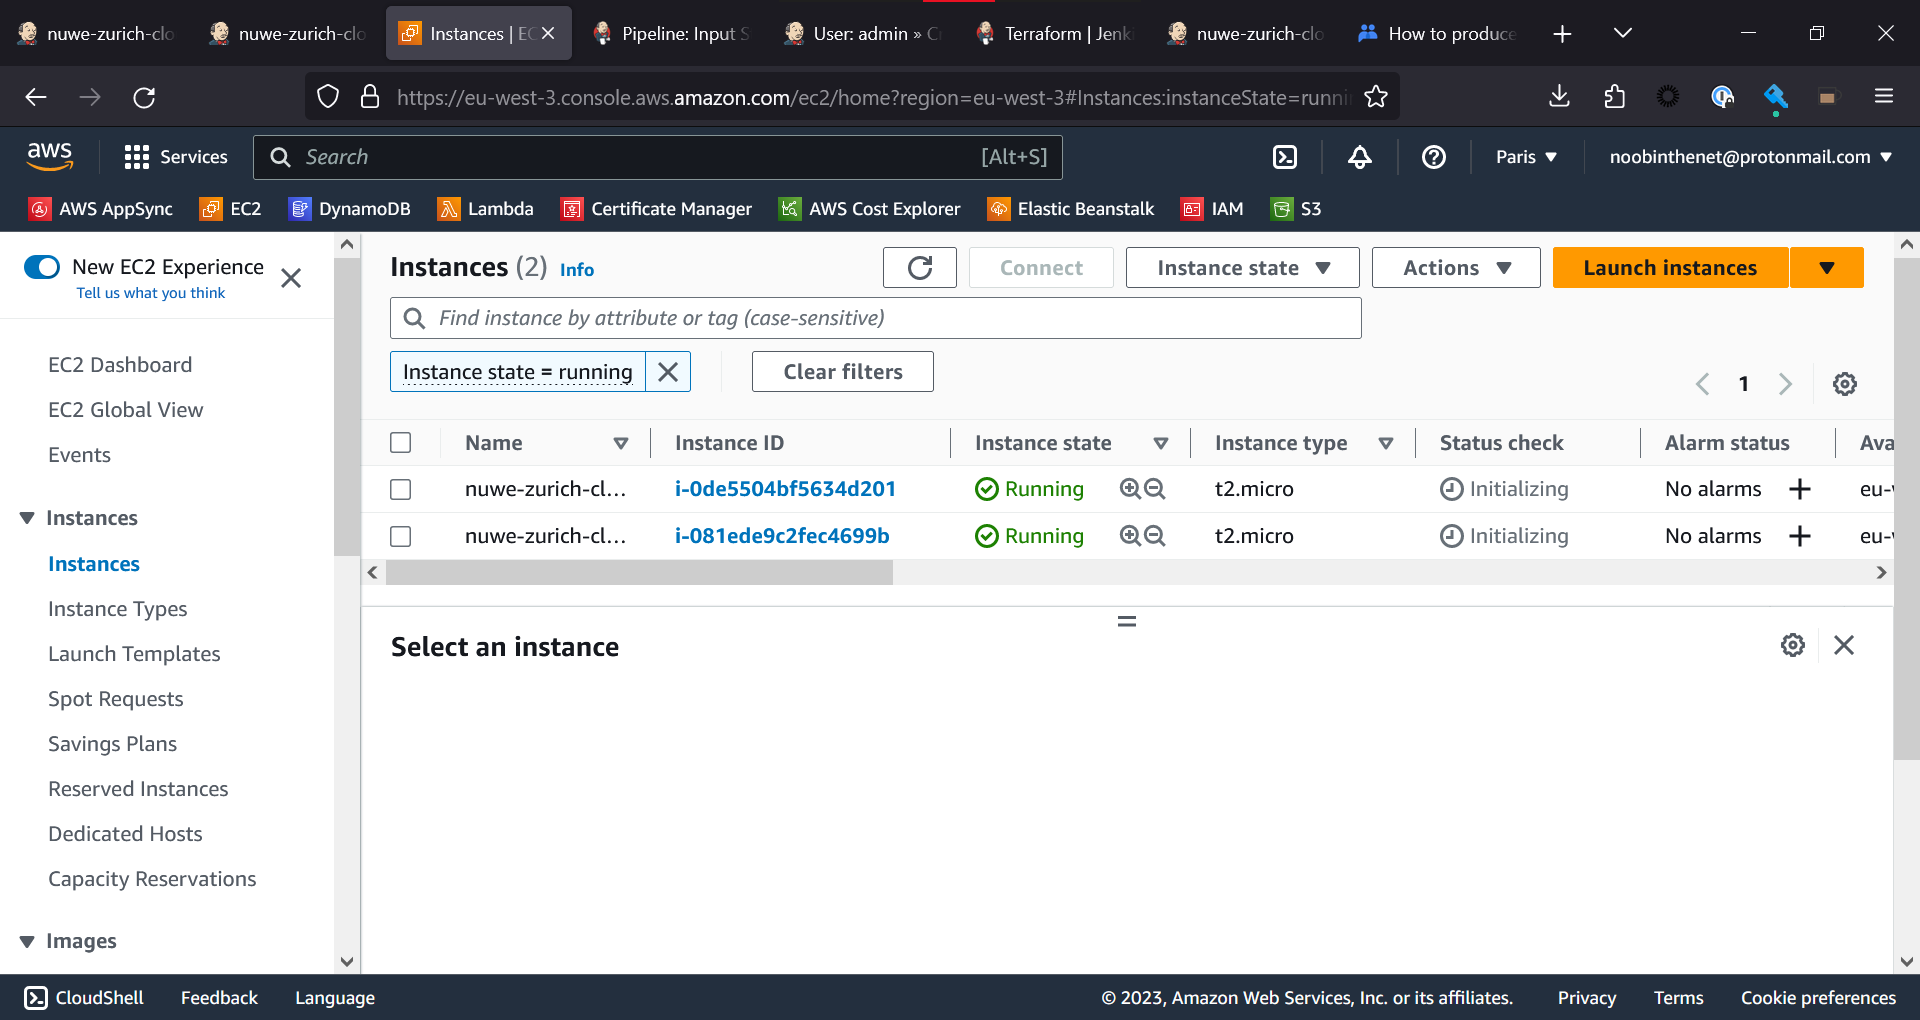 nuwe-zurich-clo
nuwe-zurich-clo
Instances | EC
Pipeline: Input S
User: admin » Cr
Terraform | Jenki
nuwe-zurich-clo
How to produce
https://eu-west-3.console.aws.amazon.com/ec2/home?region=eu-west-3#Instances:instanceState=runni
aws
Services
Search
[Alt+S]
Paris
noobinthenet@protonmail.com
AWS AppSync
EC2
DynamoDB
Lambda
Certificate Manager
AWS Cost Explorer
Elastic Beanstalk
IAM
S3
New EC2 Experience
Tell us what you think
EC2 Dashboard
EC2 Global View
Events
Instances
Instances
Instance Types
Launch Templates
Spot Requests
Savings Plans
Reserved Instances
Dedicated Hosts
Capacity Reservations
Images
Instances (2) Info
Connect
Instance state
Actions
Launch instances
Find instance by attribute or tag (case-sensitive)
Instance state = running
Clear filters
1
Name Instance ID Instance state Instance type Status check Alarm status Ava
nuwe-zurich-cl... i-0de5504bf5634d201 Running t2.micro Initializing No alarms + eu-
nuwe-zurich-cl... i-081ede9c2fec4699b Running t2.micro Initializing No alarms + eu-
Select an instance
CloudShell
Feedback
Language
© 2023, Amazon Web Services, Inc. or its affiliates.
Privacy
Terms
Cookie preferences